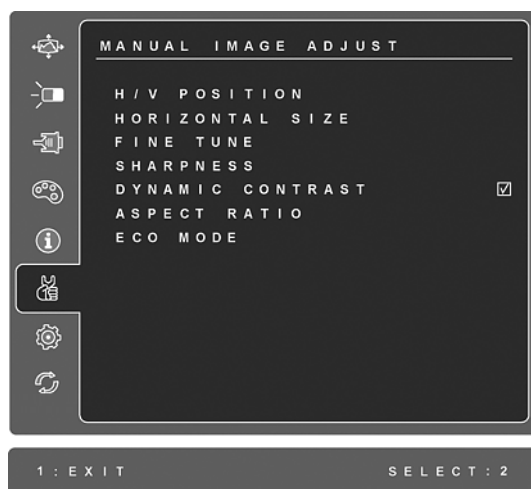 MANUAL IMAGE ADJUST
H/V POSITION
HORIZONTAL SIZE
FINE TUNE
SHARPNESS
DYNAMIC CONTRAST
ASPECT RATIO
ECO MODE
1:EXIT SELECT:2